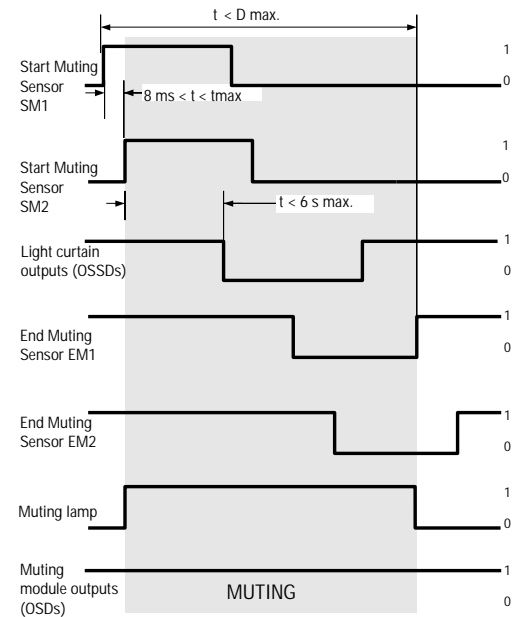 t < D max.
Start Muting
Sensor
SM1
1
0
8 ms < t < tmax
Start Muting
Sensor
SM2
1
0
t < 6 s max.
Light curtain
outputs (OSSDs)
1
0
End Muting
Sensor EM1
1
0
End Muting
Sensor EM2
1
0
Muting lamp
1
0
Muting
module outputs
(OSDs)
MUTING
1
0